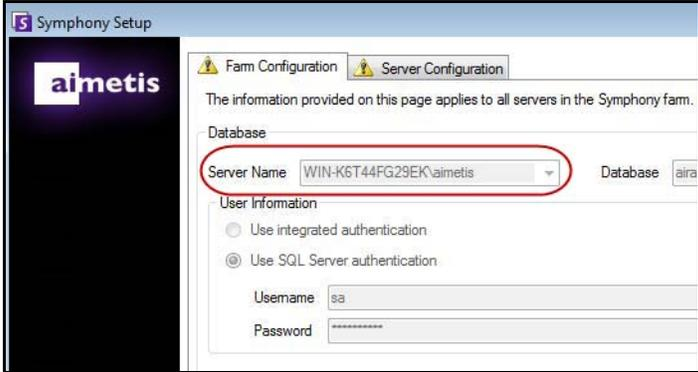 Symphony Setup
aimetis
Farm Configuration
Server Configuration
The information provided on this page applies to all servers in the Symphony farm.
Database
Server Name WIN-K6T44FG29EK\aimetis Database aira
User Information
Use integrated authentication
Use SQL Server authentication
Username sa
Password **********